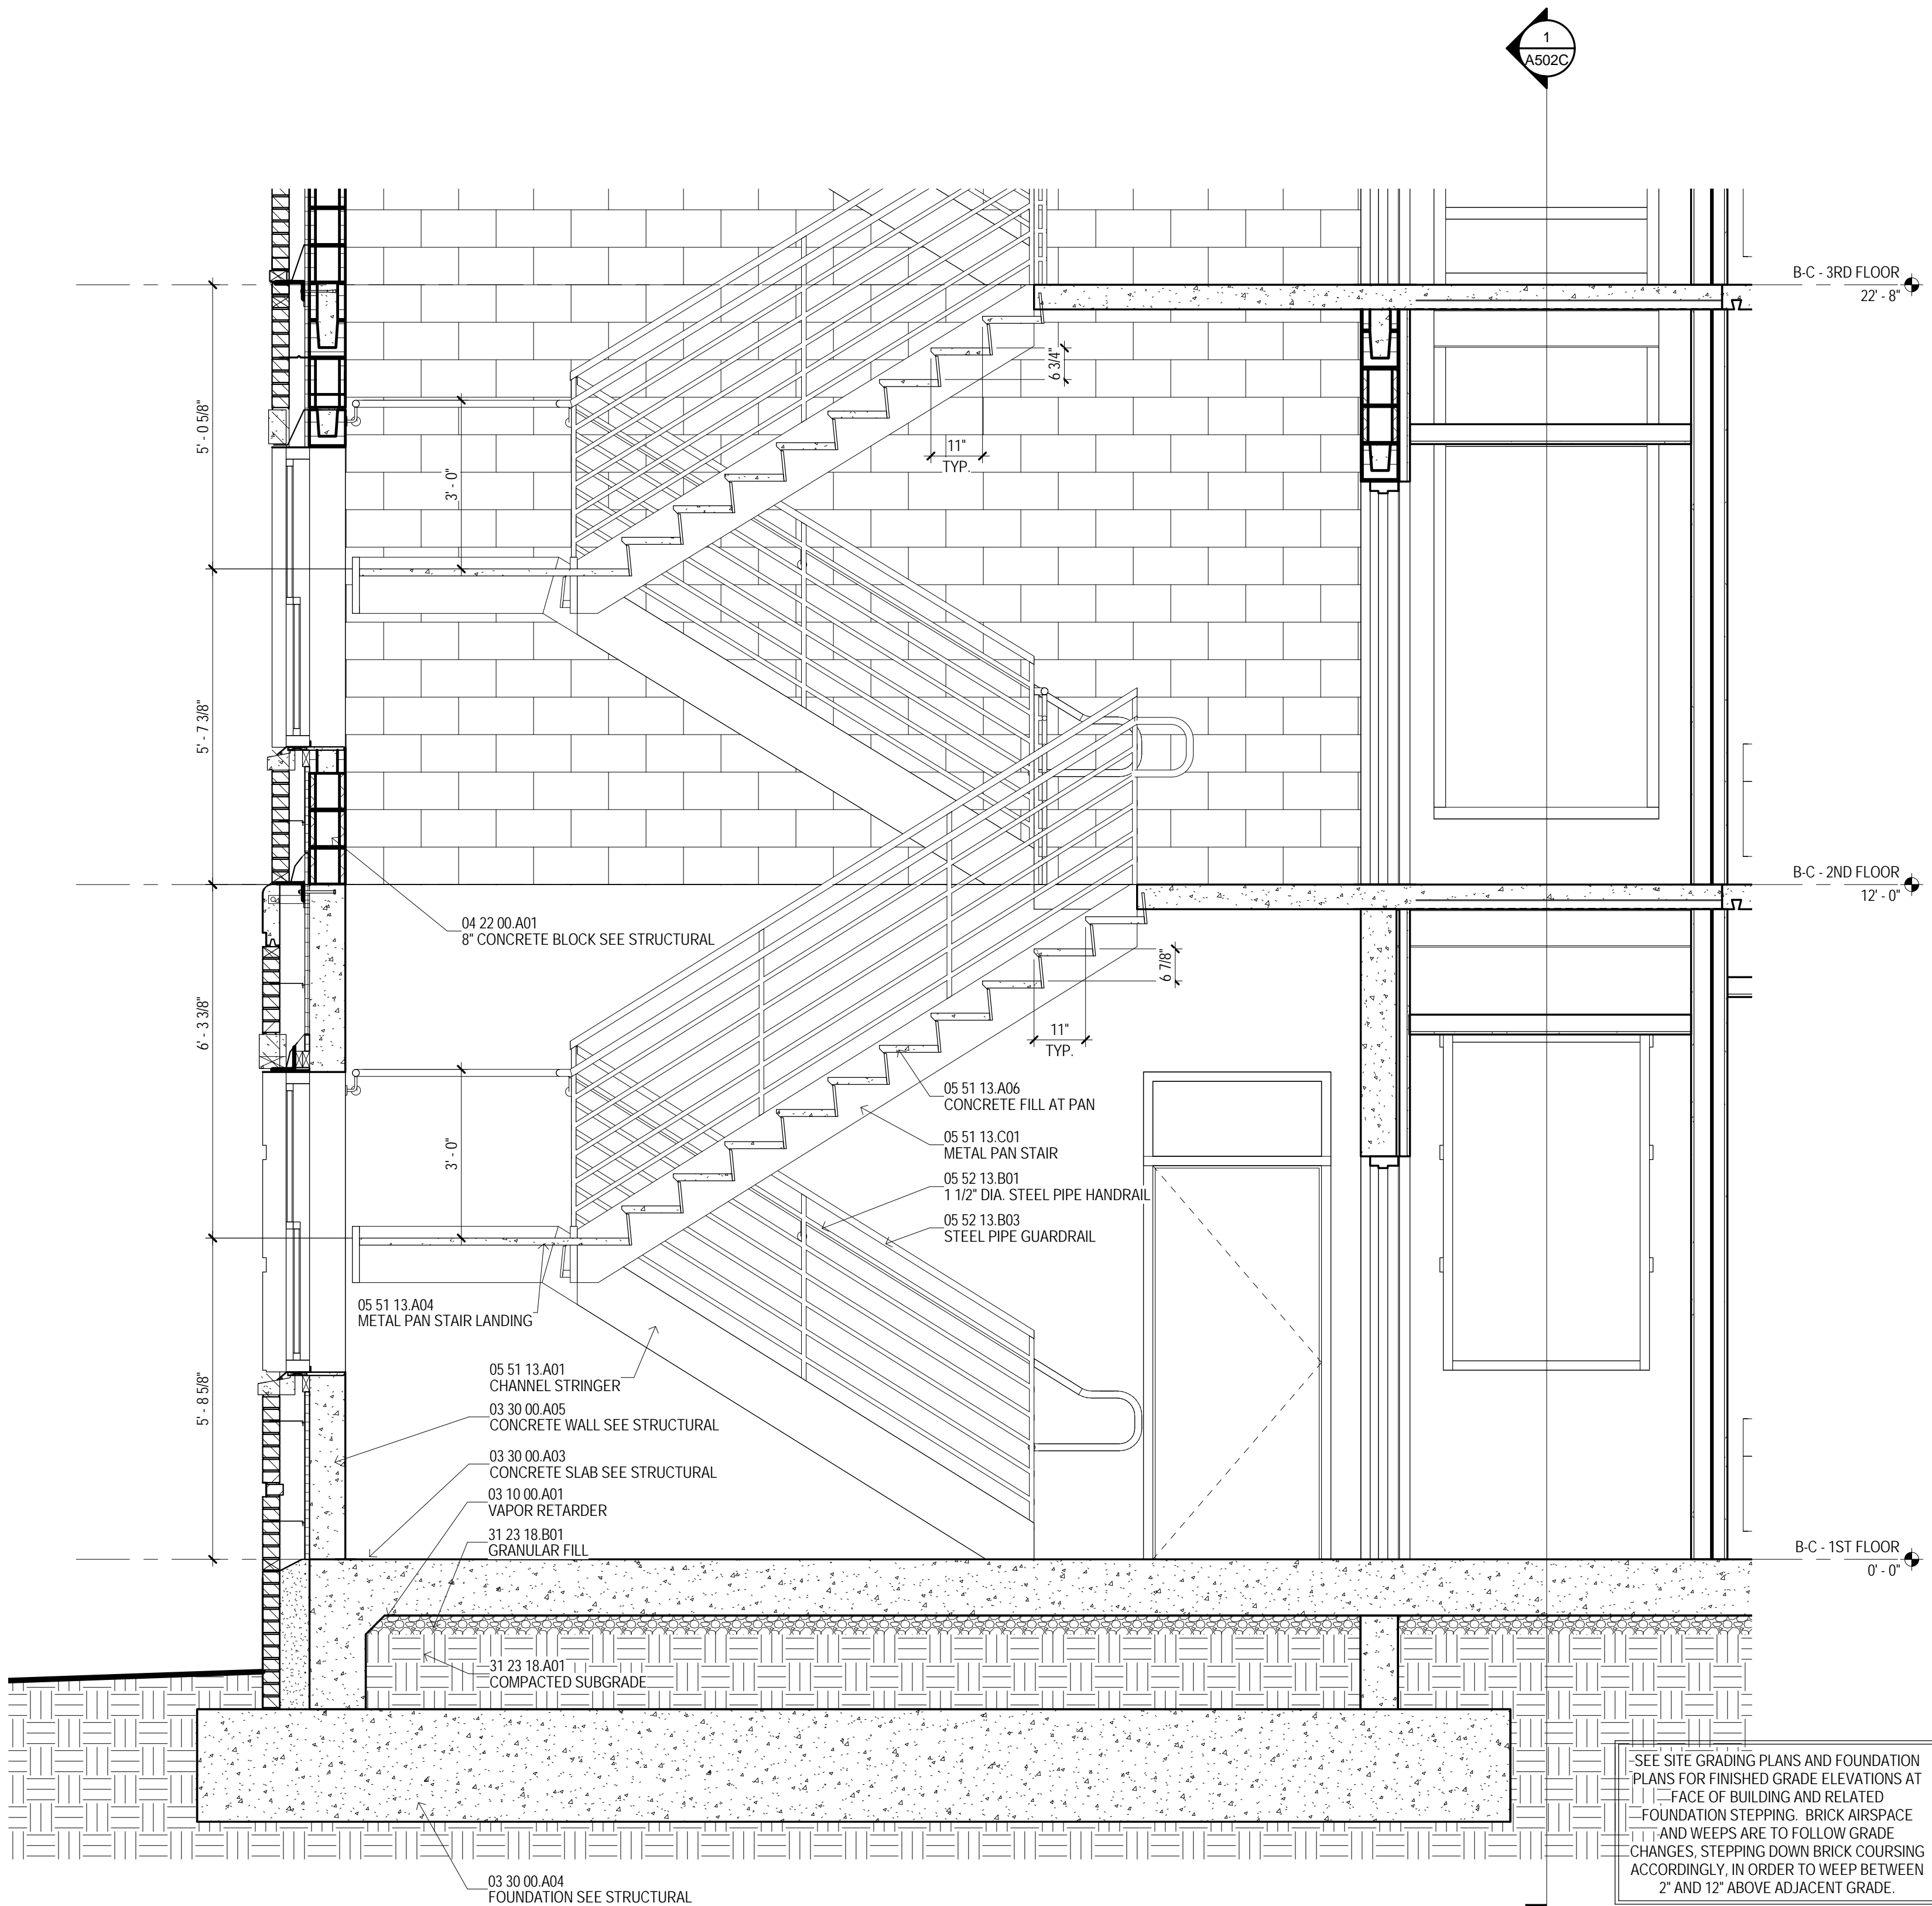 1
A502C
B-C - 3RD FLOOR
22' - 8"
5' - 0 5/8"
3' - 0"
6 3/4"
11"
TYP.
5' - 7 3/8"
B-C - 2ND FLOOR
12' - 0"
04 22 00.A01
8" CONCRETE BLOCK SEE STRUCTURAL
6 7/8"
6' - 3 3/8"
11"
TYP.
3' - 0"
05 51 13.A06
CONCRETE FILL AT PAN
05 51 13.C01
METAL PAN STAIR
05 52 13.B01
1 1/2" DIA. STEEL PIPE HANDRAIL
05 52 13.B03
STEEL PIPE GUARDRAIL
05 51 13.A04
METAL PAN STAIR LANDING
5' - 8 5/8"
05 51 13.A01
CHANNEL STRINGER
03 30 00.A05
CONCRETE WALL SEE STRUCTURAL
03 30 00.A03
CONCRETE SLAB SEE STRUCTURAL
03 10 00.A01
VAPOR RETARDER
31 23 18.B01
GRANULAR FILL
B-C - 1ST FLOOR
0' - 0"
31 23 18.A01
COMPACTED SUBGRADE
03 30 00.A04
FOUNDATION SEE STRUCTURAL
SEE SITE GRADING PLANS AND FOUNDATION
PLANS FOR FINISHED GRADE ELEVATIONS AT
FACE OF BUILDING AND RELATED
FOUNDATION STEPPING. BRICK AIRSPACE
AND WEEPS ARE TO FOLLOW GRADE
CHANGES, STEPPING DOWN BRICK COURSING
ACCORDINGLY, IN ORDER TO WEEP BETWEEN
2" AND 12" ABOVE ADJACENT GRADE.